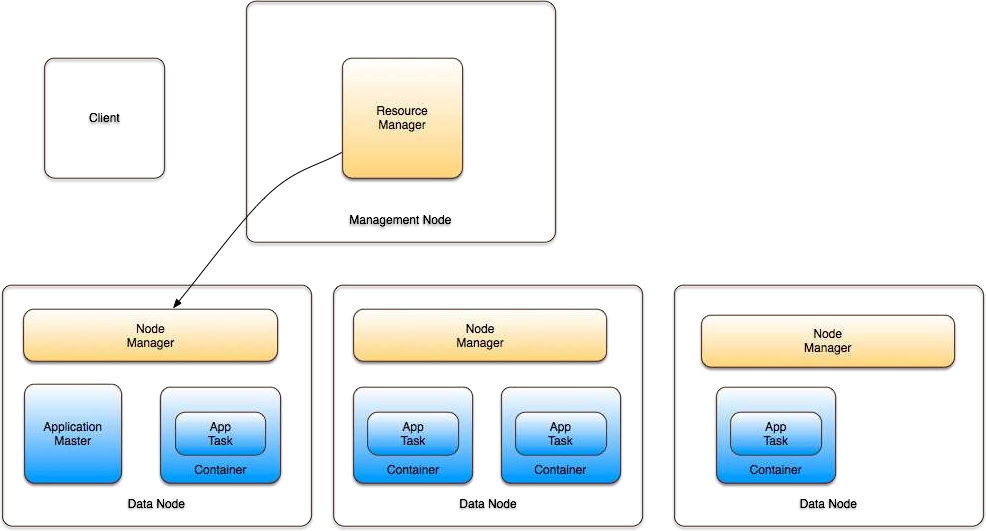 Client
Resource
Manager
Management Node
Node
Manager
Application
Master
App
Task
Container
Data Node
Node
Manager
App
Task
Container
App
Task
Container
Data Node
Node
Manager
App
Task
Container
Data Node